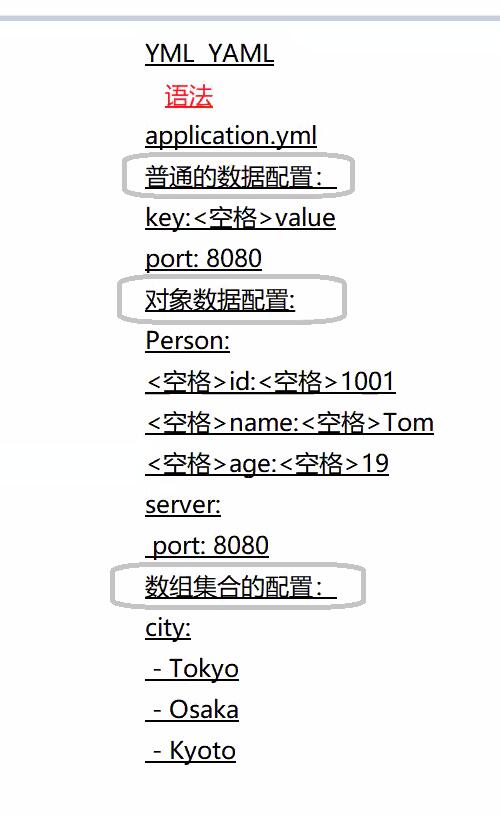 YML  YAML
语法
application.yml
普通的数据配置：
key:<空格>value
port: 8080
对象数据配置:
Person:
<空格>id:<空格>1001
<空格>name:<空格>Tom
<空格>age:<空格>19
server:
 port: 8080
数组集合的配置：
city:
 - Tokyo
 - Osaka
 - Kyoto